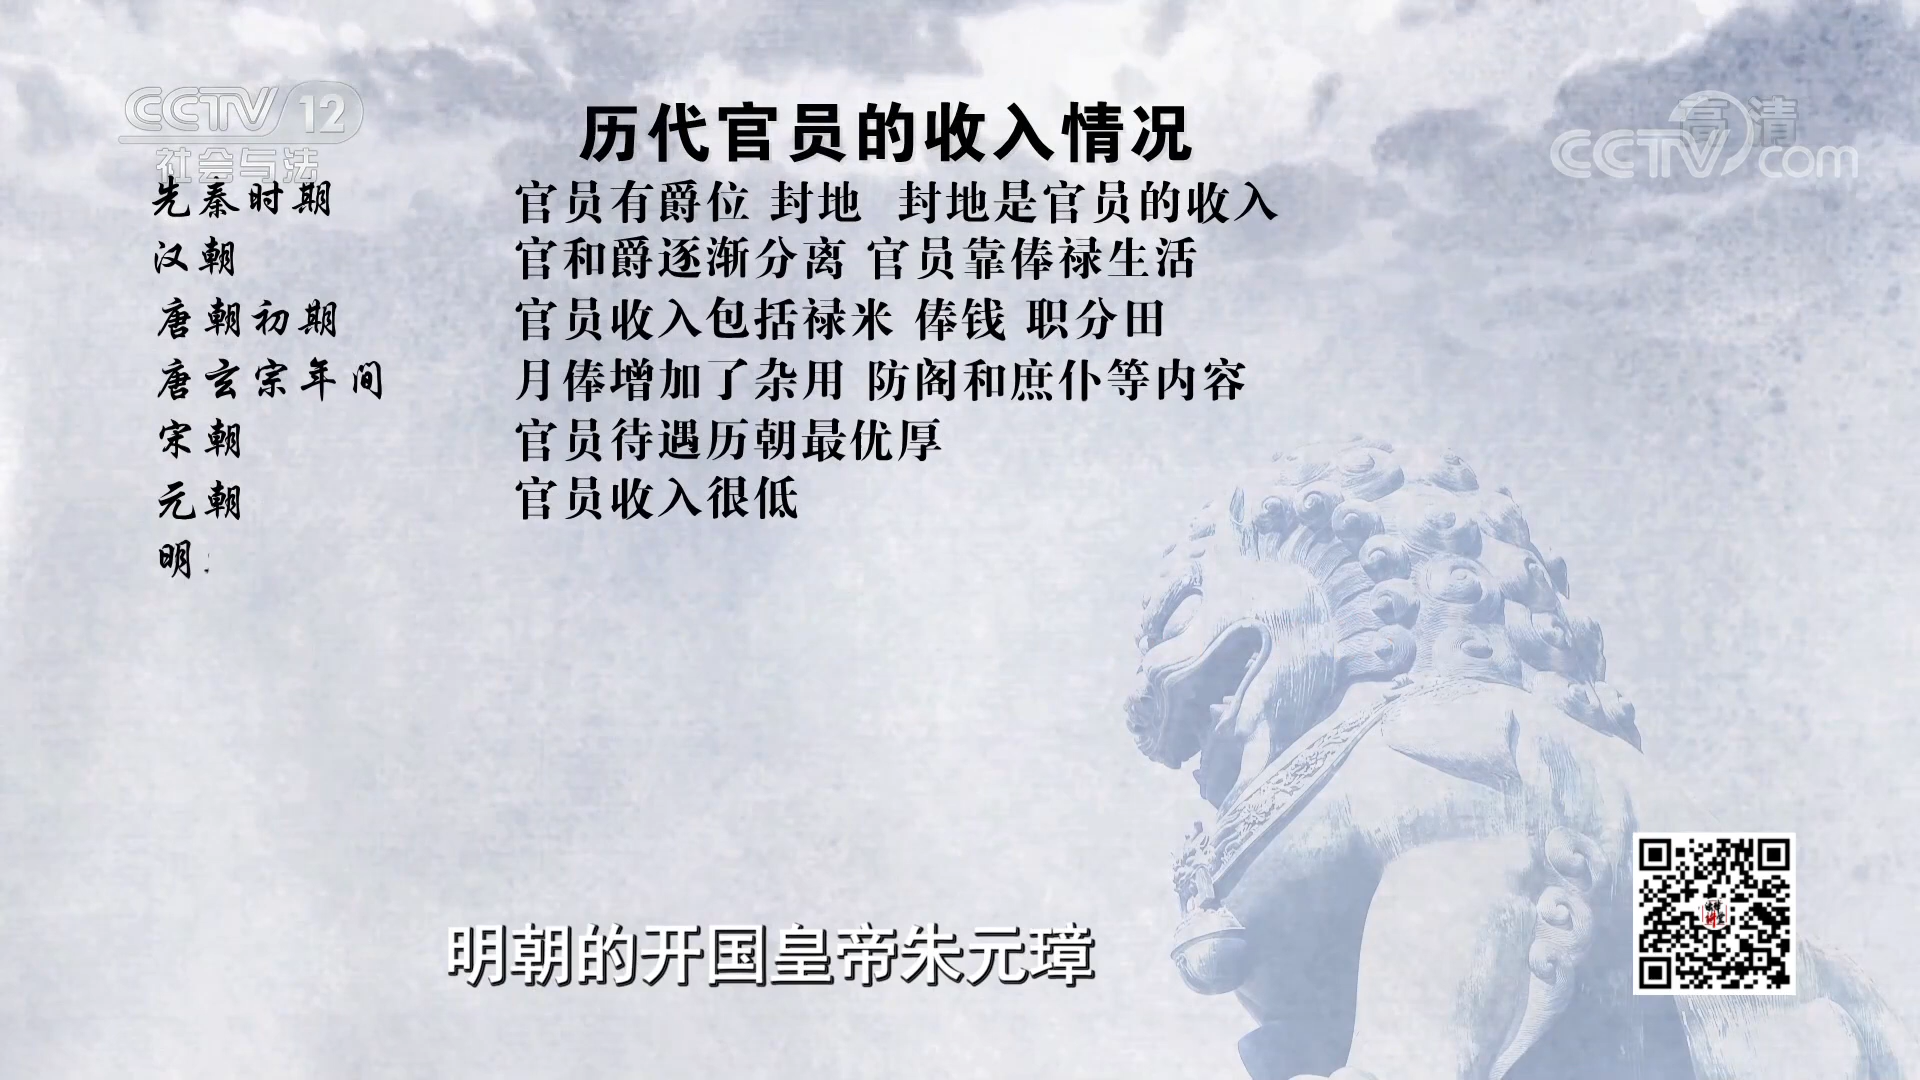 CCTV 12
社会与法
高清
CCTV.com
历代官员的收入情况
先秦时期 官员有爵位 封地 封地是官员的收入
汉朝 官和爵逐渐分离 官员靠俸禄生活
唐朝初期 官员收入包括禄米 俸钱 职分田
唐玄宗年间 月俸增加了杂用 防阁和庶仆等内容
宋朝 官员待遇历朝最优厚
元朝 官员收入很低
明
明朝的开国皇帝朱元璋